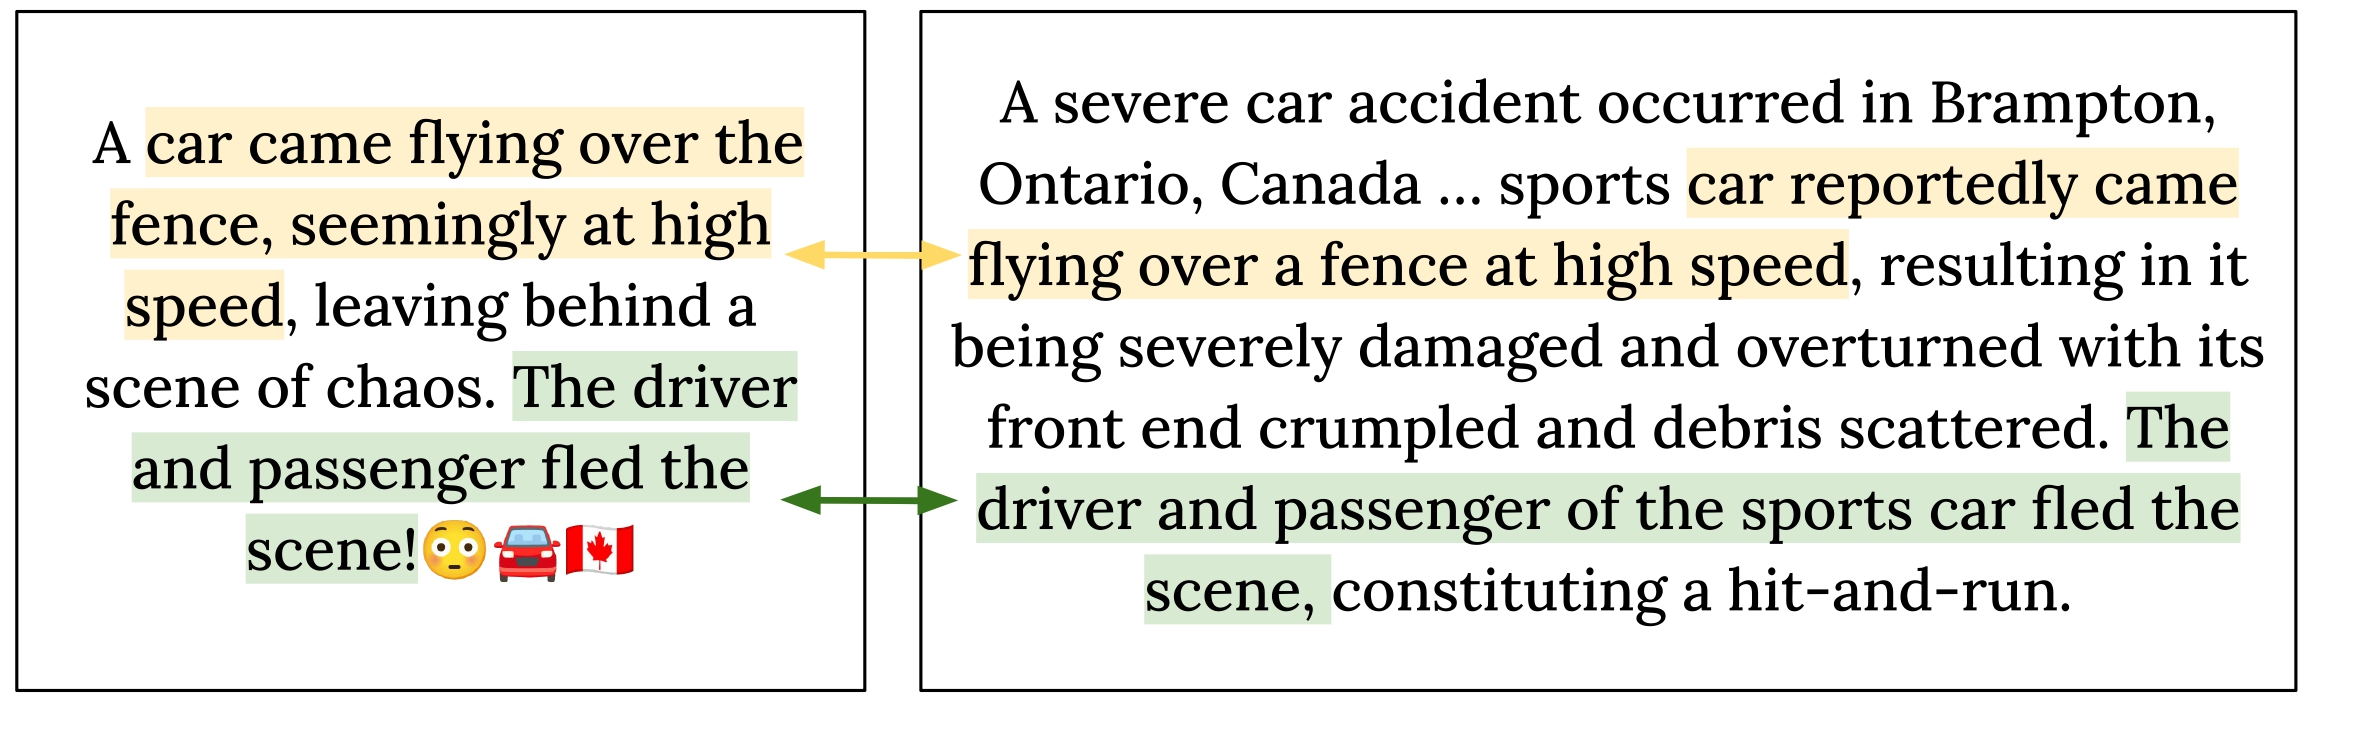 A car came flying over the
fence, seemingly at high
speed, leaving behind a
scene of chaos. The driver
and passenger fled the
scene!😳🚘🇨🇦
A severe car accident occurred in Brampton,
Ontario, Canada ... sports car reportedly came
flying over a fence at high speed, resulting in it
being severely damaged and overturned with its
front end crumpled and debris scattered. The
driver and passenger of the sports car fled the
scene, constituting a hit-and-run.